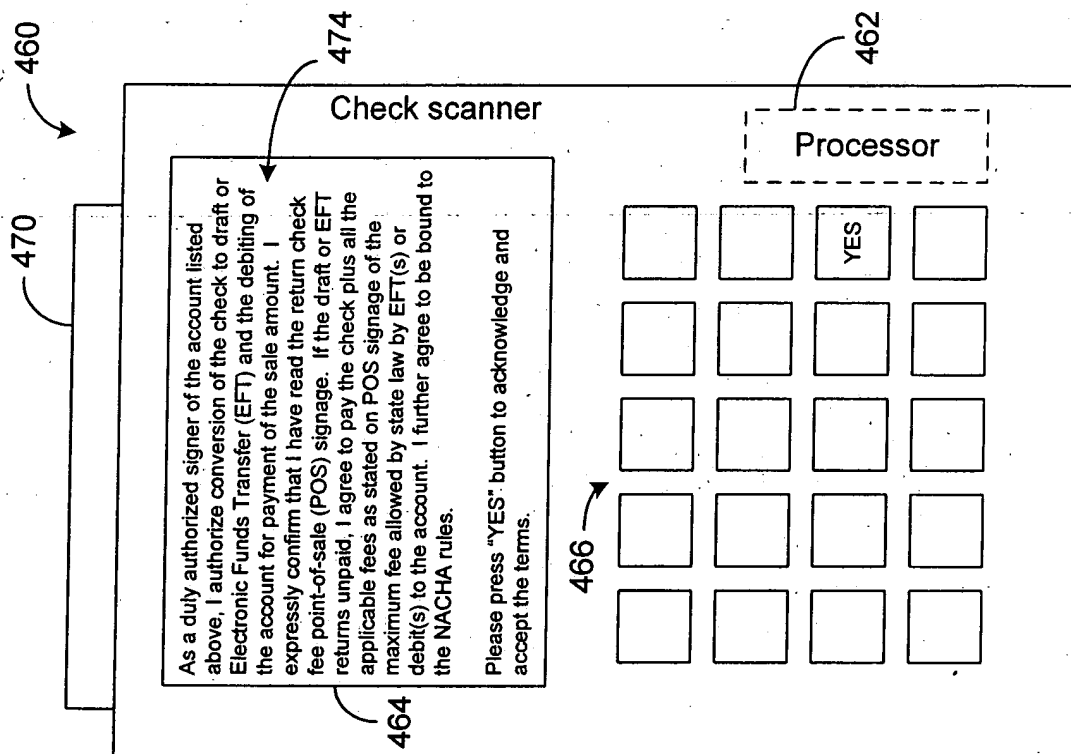 460
470
Check scanner
474
As a duly authorized signer of the account listed
above, I authorize conversion of the check to draft or
Electronic Funds Transfer (EFT) and the debiting of
the account for payment of the sale amount. I
expressly confirm that I have read the return check
fee point-of-sale (POS) signage. If the draft or EFT
returns unpaid, I agree to pay the check plus all the
applicable fees as stated on POS signage of the
maximum fee allowed by state law by EFT(s) or
debit(s) to the account. I further agree to be bound to
the NACHA rules.
Please press "YES" button to acknowledge and
accept the terms.
464
Processor
462
466
YES